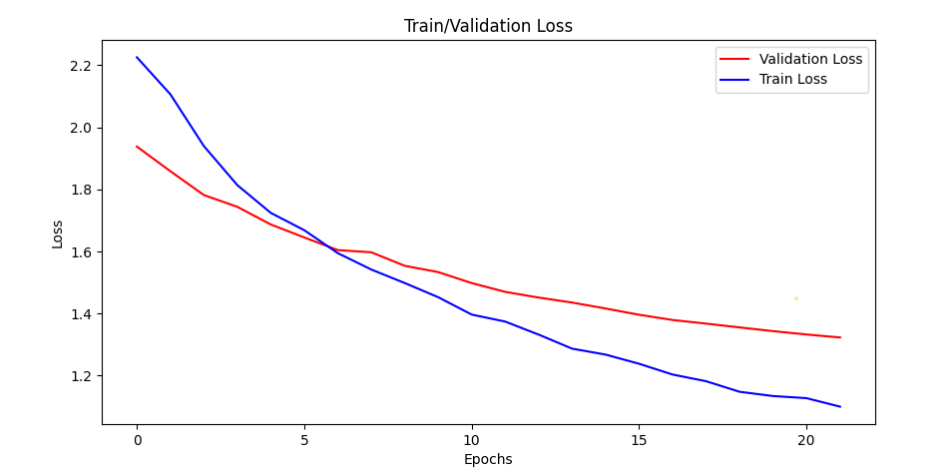 Train/Validation Loss
Validation Loss
Train Loss
2.2
2.0
1.8
1.6
1.4
1.2
Loss
0
5
10
15
20
Epochs